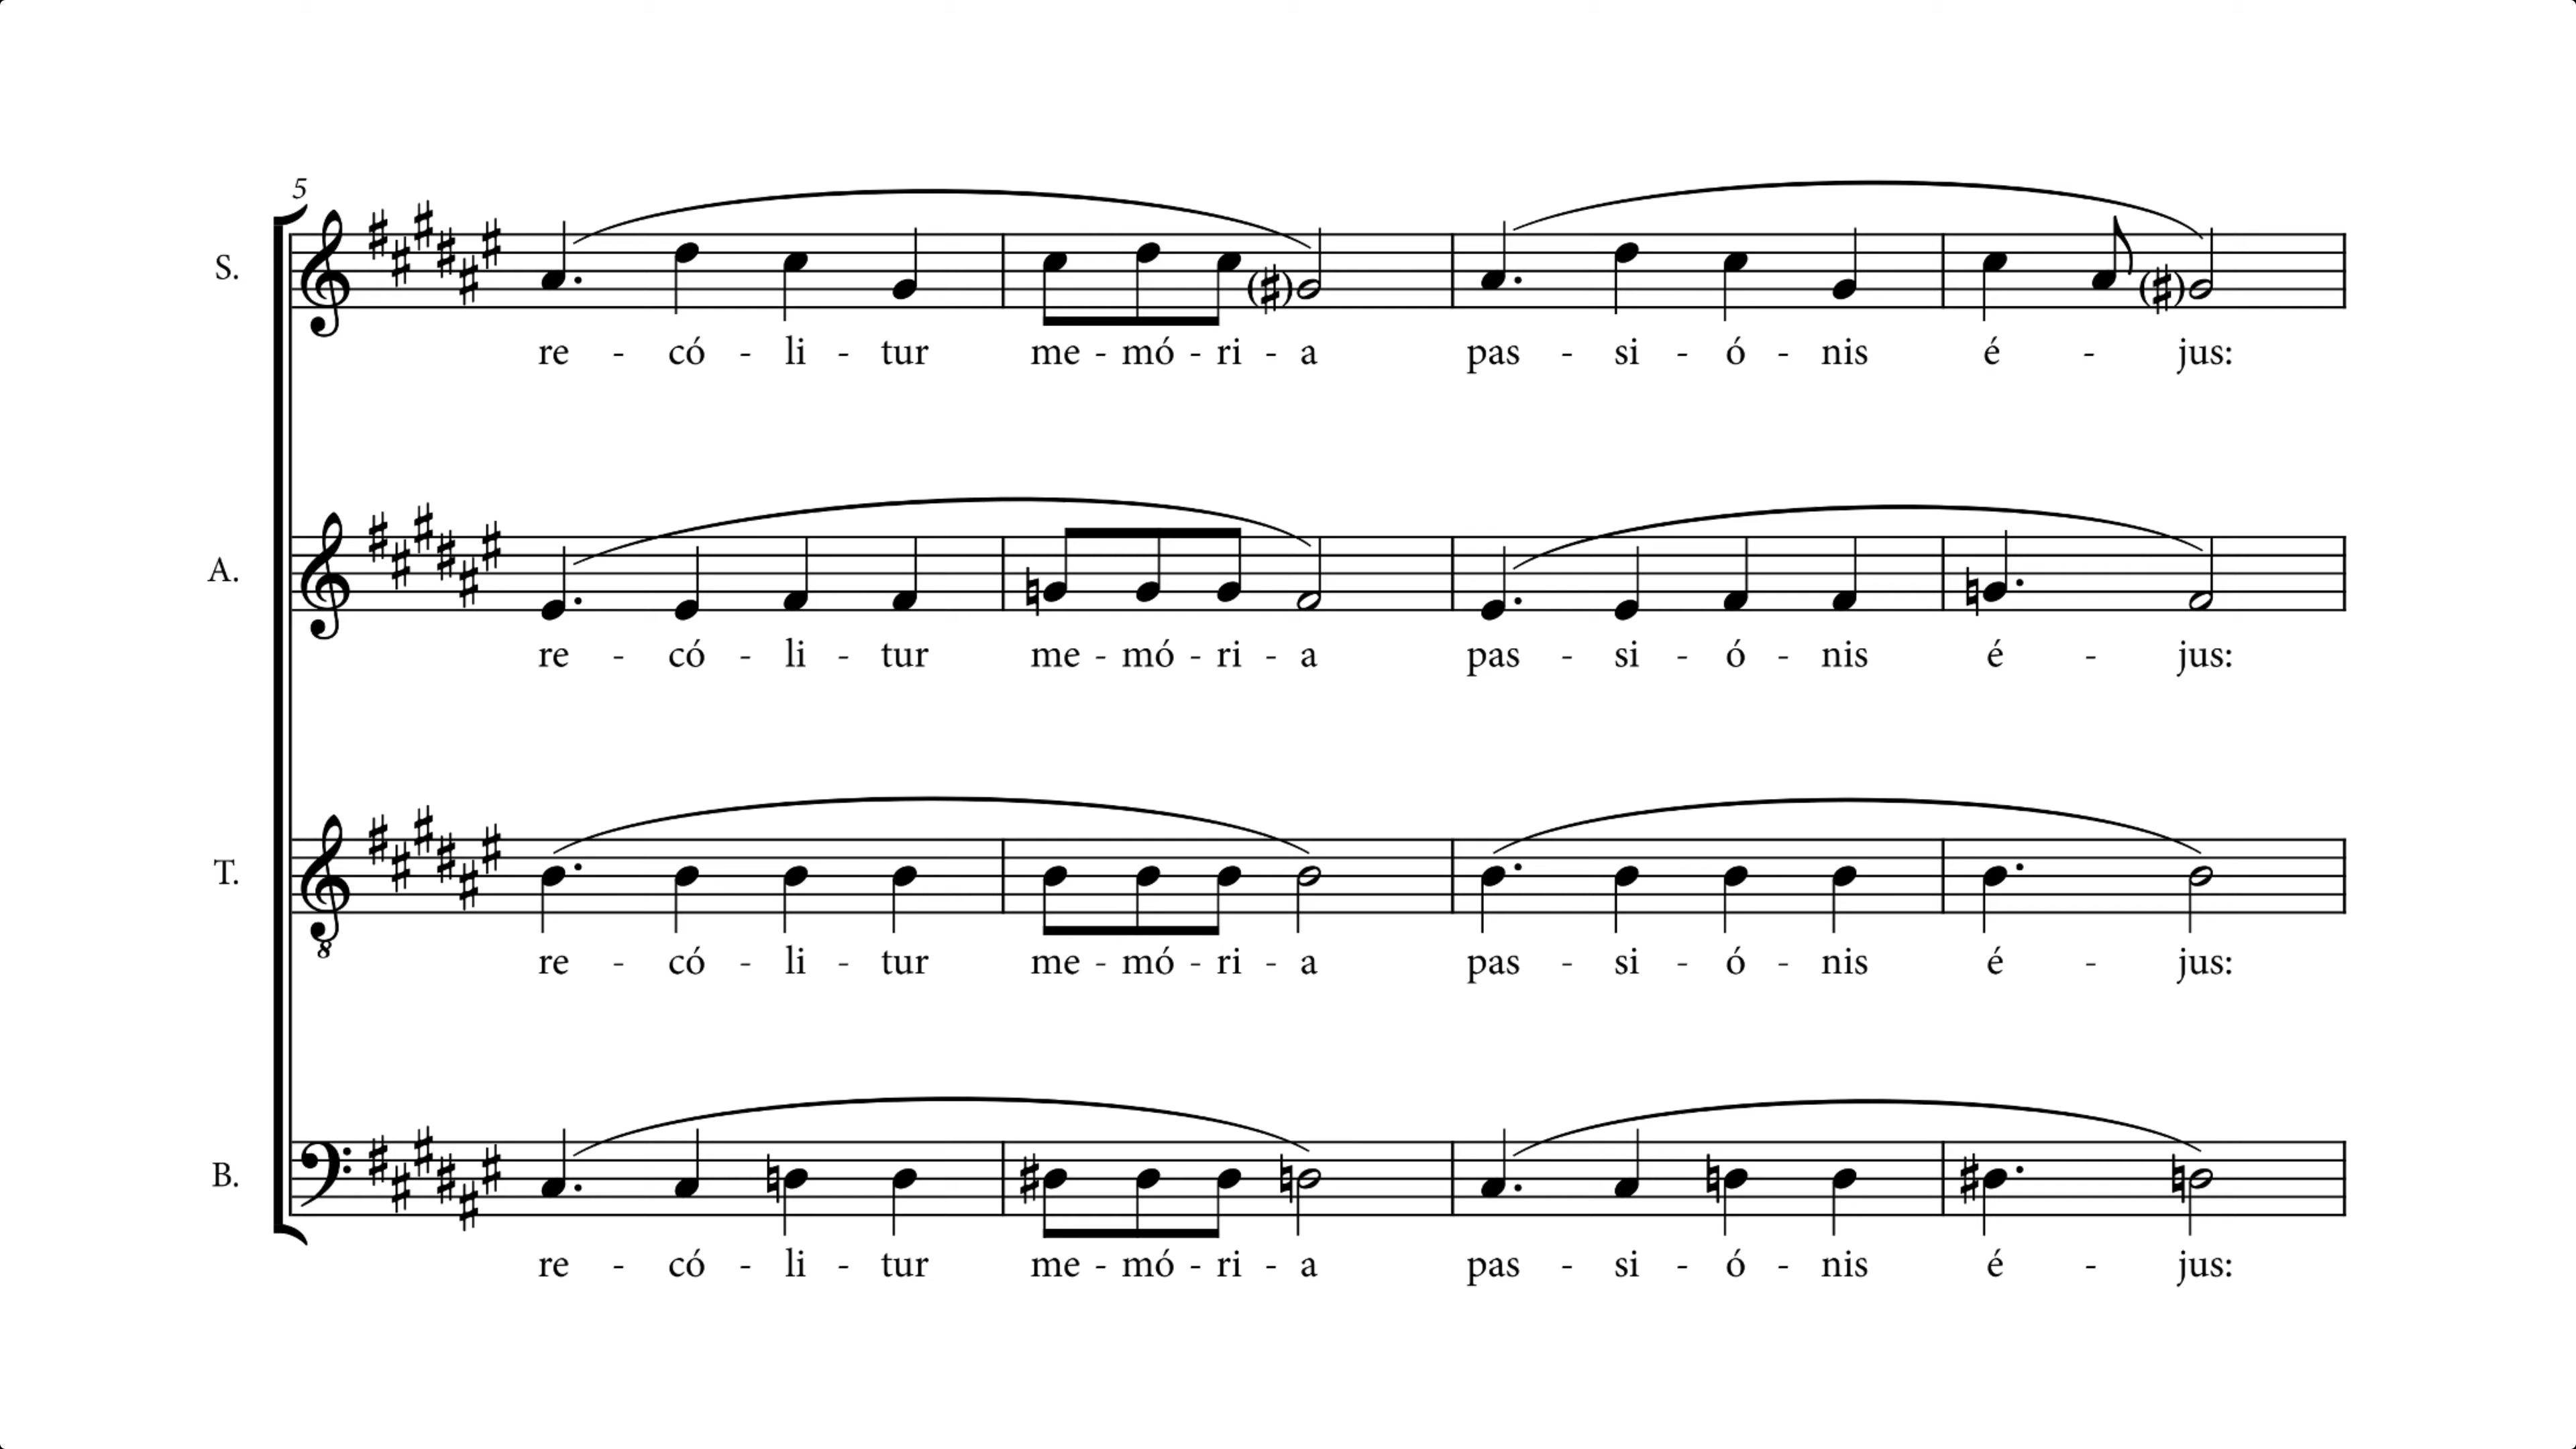 5
S.
re - có - li - tur me - mó - ri - a pas - si - ó - nis é - jus:
A.
re - có - li - tur me - mó - ri - a pas - si - ó - nis é - jus:
T.
8
re - có - li - tur me - mó - ri - a pas - si - ó - nis é - jus:
B.
re - có - li - tur me - mó - ri - a pas - si - ó - nis é - jus: